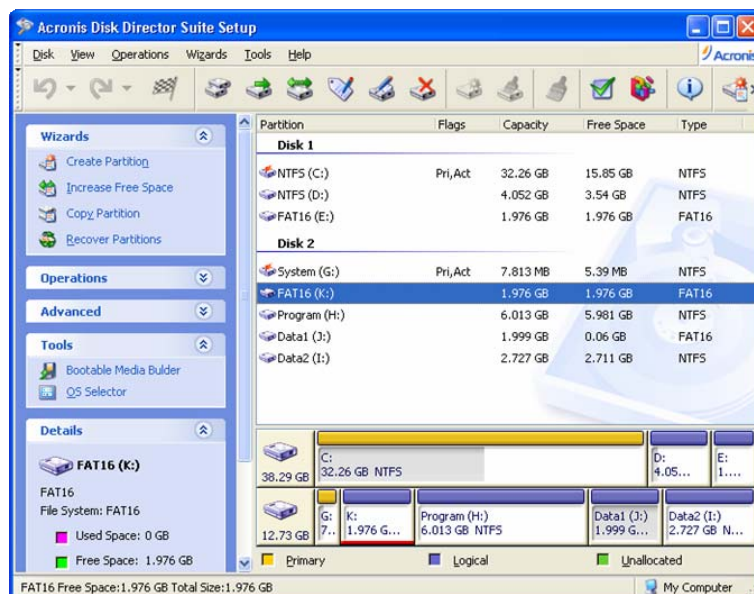 Acronis Disk Director Suite Setup
Disk View Operations Wizards Tools Help
Acronis
Wizards
Create Partition
Increase Free Space
Copy Partition
Recover Partitions
Operations
Advanced
Tools
Bootable Media Builder
OS Selector
Details
FAT16 (K:)
FAT16
File System: FAT16
Used Space: 0 GB
Free Space: 1.976 GB
Partition Flags Capacity Free Space Type
Disk 1
NTFS (C:) Pri,Act 32.26 GB 15.85 GB NTFS
NTFS (D:) 4.052 GB 3.54 GB NTFS
FAT16 (E:) 1.976 GB 1.976 GB FAT16
Disk 2
System (G:) Pri,Act 7.813 MB 5.39 MB NTFS
FAT16 (K:) 1.976 GB 1.976 GB FAT16
Program (H:) 6.013 GB 5.981 GB NTFS
Data1 (J:) 1.999 GB 0.06 GB FAT16
Data2 (I:) 2.727 GB 2.711 GB NTFS
C: D: E:
38.29 GB 32.26 GB NTFS 4.05... 1....
G: K: Program (H:) Data1 (J:) Data2 (I:)
12.73 GB 7.. 1.976 G... 6.013 GB NTFS 1.999 G... 2.727 GB N...
Primary Logical Unallocated
FAT16 Free Space:1.976 GB Total Size:1.976 GB My Computer